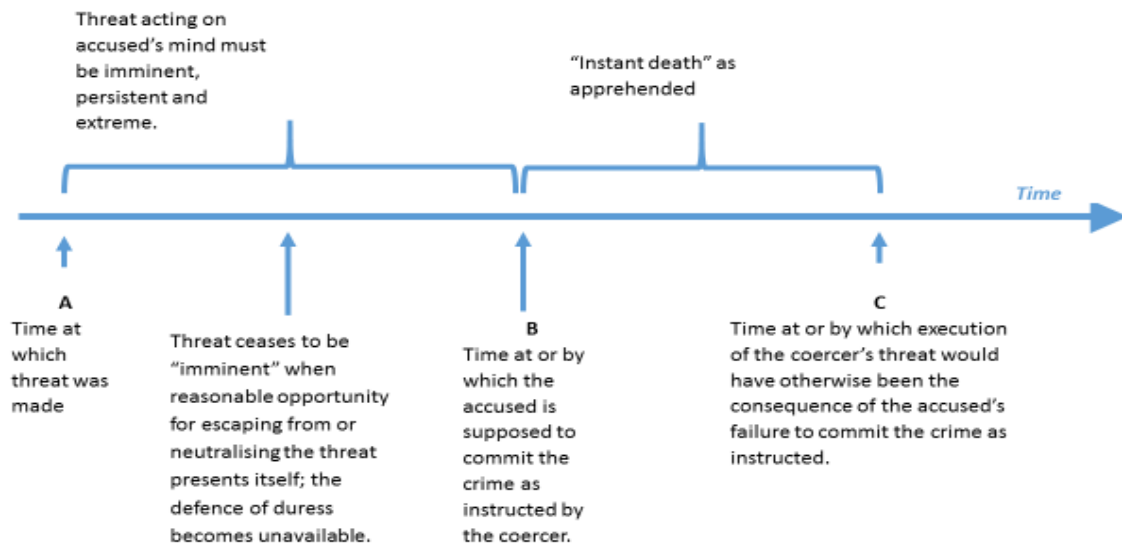 Threat acting on
accused's mind must
be imminent,
persistent and
extreme.
“Instant death” as
apprehended
Time
A
Time at
which
threat was
made
Threat ceases to be
“imminent” when
reasonable opportunity
for escaping from or
neutralising the threat
presents itself; the
defence of duress
becomes unavailable.
B
Time at or by
which the
accused is
supposed to
commit the
crime as
instructed by
the coercer.
C
Time at or by which execution
of the coercer’s threat would
have otherwise been the
consequence of the accused’s
failure to commit the crime as
instructed.